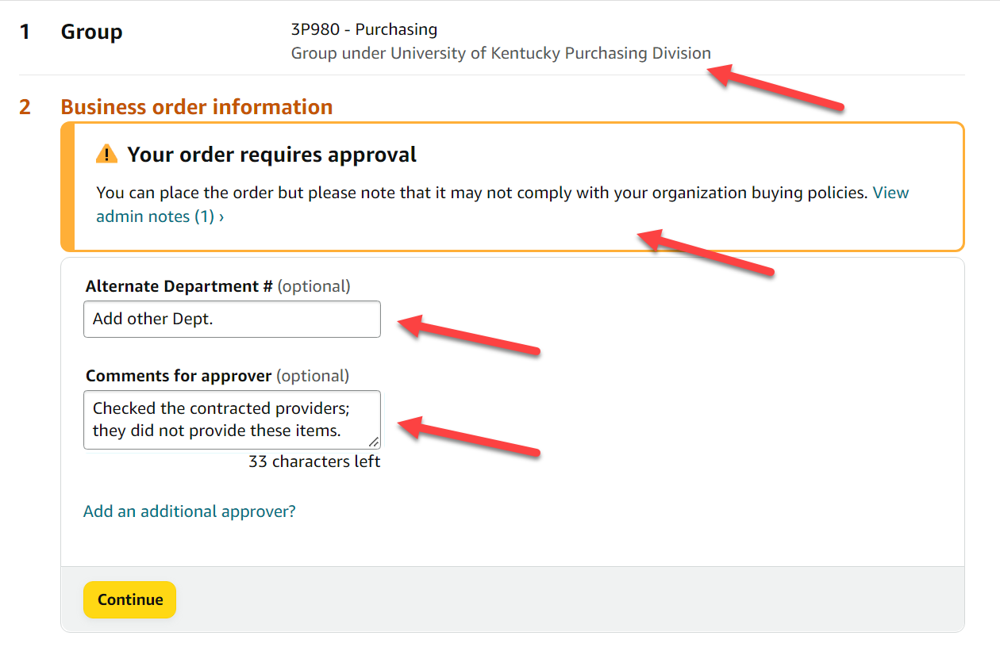 1 Group 3P980 - Purchasing
Group under University of Kentucky Purchasing Division
2 Business order information
Your order requires approval
You can place the order but please note that it may not comply with your organization buying policies. View
admin notes (1) ›
Alternate Department # (optional)
Add other Dept.
Comments for approver (optional)
Checked the contracted providers;
they did not provide these items.
33 characters left
Add an additional approver?
Continue